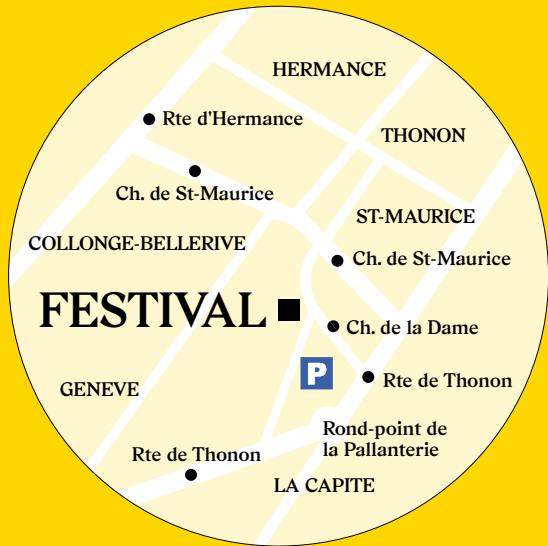 HERMANCE
Rte d'Hermance
THONON
Ch. de St-Maurice
ST-MAURICE
COLLONGE-BELLERIVE
Ch. de St-Maurice
FESTIVAL
Ch. de la Dame
P
Rte de Thonon
GENEVE
Rond-point de
la Pallanterie
Rte de Thonon
LA CAPITE